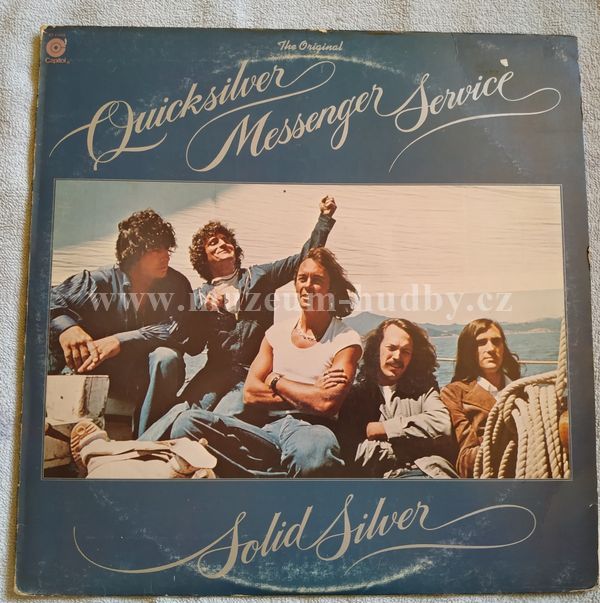 Capitol
The Original
Quicksilver
Messenger Service
www.muzeum-hudby.cz
Solid Silver